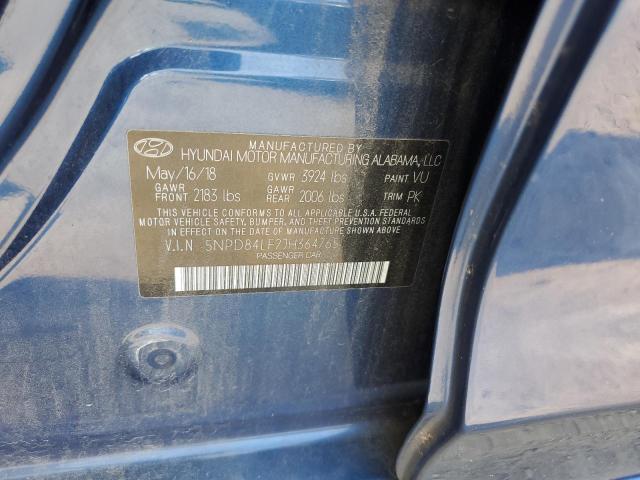 MANUFACTURED BY
HYUNDAI MOTOR MANUFACTURING ALABAMA, LLC
May/16/18 GVWR 3924 lbs PAINT VU
GAWR FRONT 2183 lbs GAWR REAR 2006 lbs TRIM PK
THIS VEHICLE CONFORMS TO ALL APPLICABLE U.S.A. FEDERAL
MOTOR VEHICLE SAFETY, BUMPER, AND THEFT PREVENTION STANDARDS
IN EFFECT ON THE DATE OF MANUFACTURE SHOWN ABOVE.
V.I.N
PASSENGER CAR